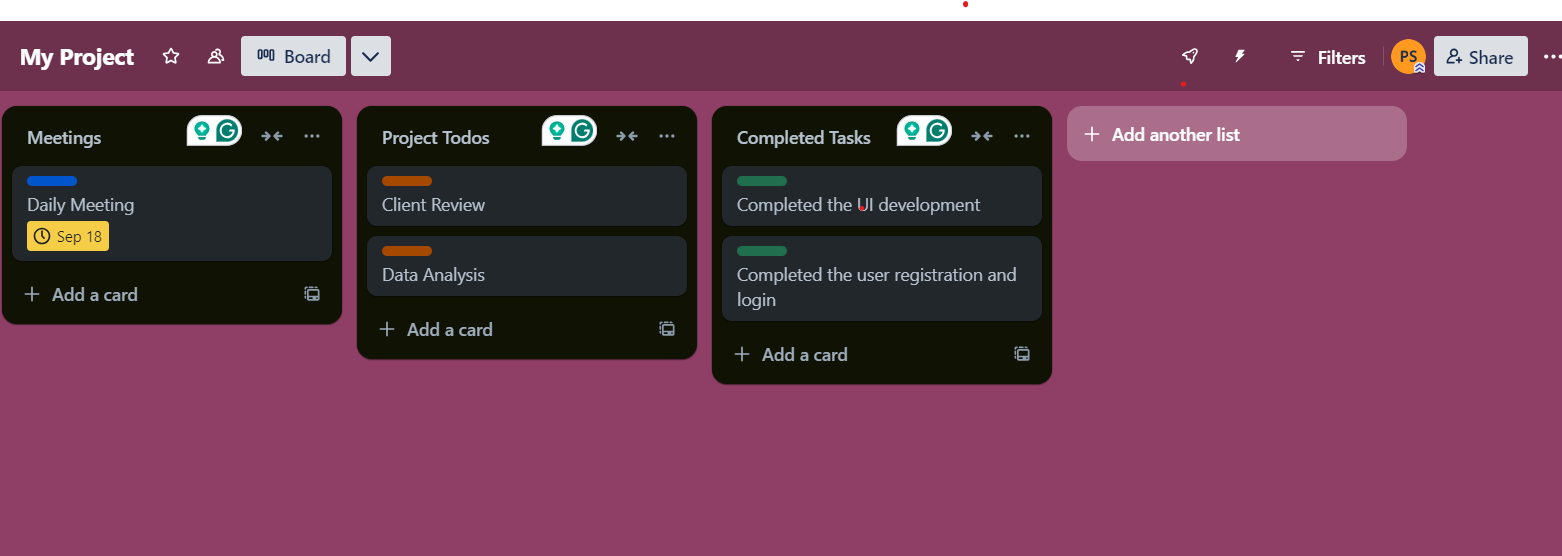 My Project
Board
Filters
PS
Share
Meetings
Daily Meeting
Sep 18
+ Add a card
Project Todos
Client Review
Data Analysis
+ Add a card
Completed Tasks
Completed the UI development
Completed the user registration and
login
+ Add a card
+ Add another list